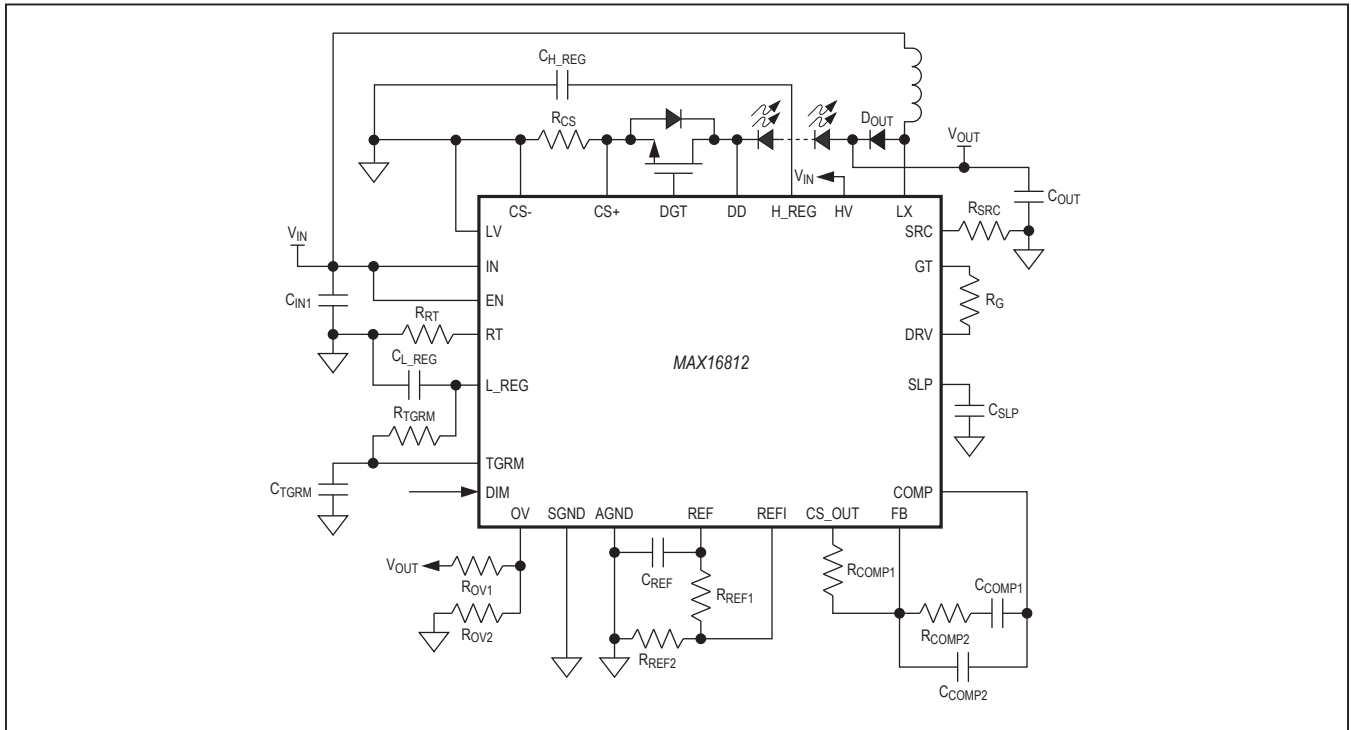 C_H_REG
R_CS
D_OUT
V_OUT
V_IN
C_OUT
CS-
CS+
DGT
DD
H_REG
HV
LX
R_SRC
SRC
LV
V_IN
IN
GT
C_IN1
EN
R_G
R_RT
RT
DRV
C_L_REG
MAX16812
L_REG
SLP
C_SLP
R_TGRM
TGRM
C_TGRM
DIM
COMP
OV
SGND
AGND
REF
REFI
CS_OUT
FB
V_OUT
R_OV1
C_REF
R_REF1
R_COMP1
C_COMP1
R_OV2
R_REF2
R_COMP2
C_COMP2